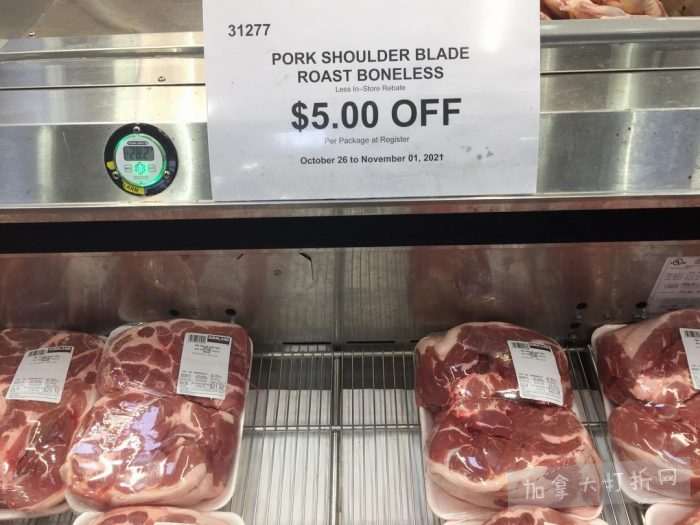 31277
PORK SHOULDER BLADE
ROAST BONELESS
Less In-Store Rebate
$5.00 OFF
Per Package at Register
October 26 to November 01, 2021
加拿大打折网